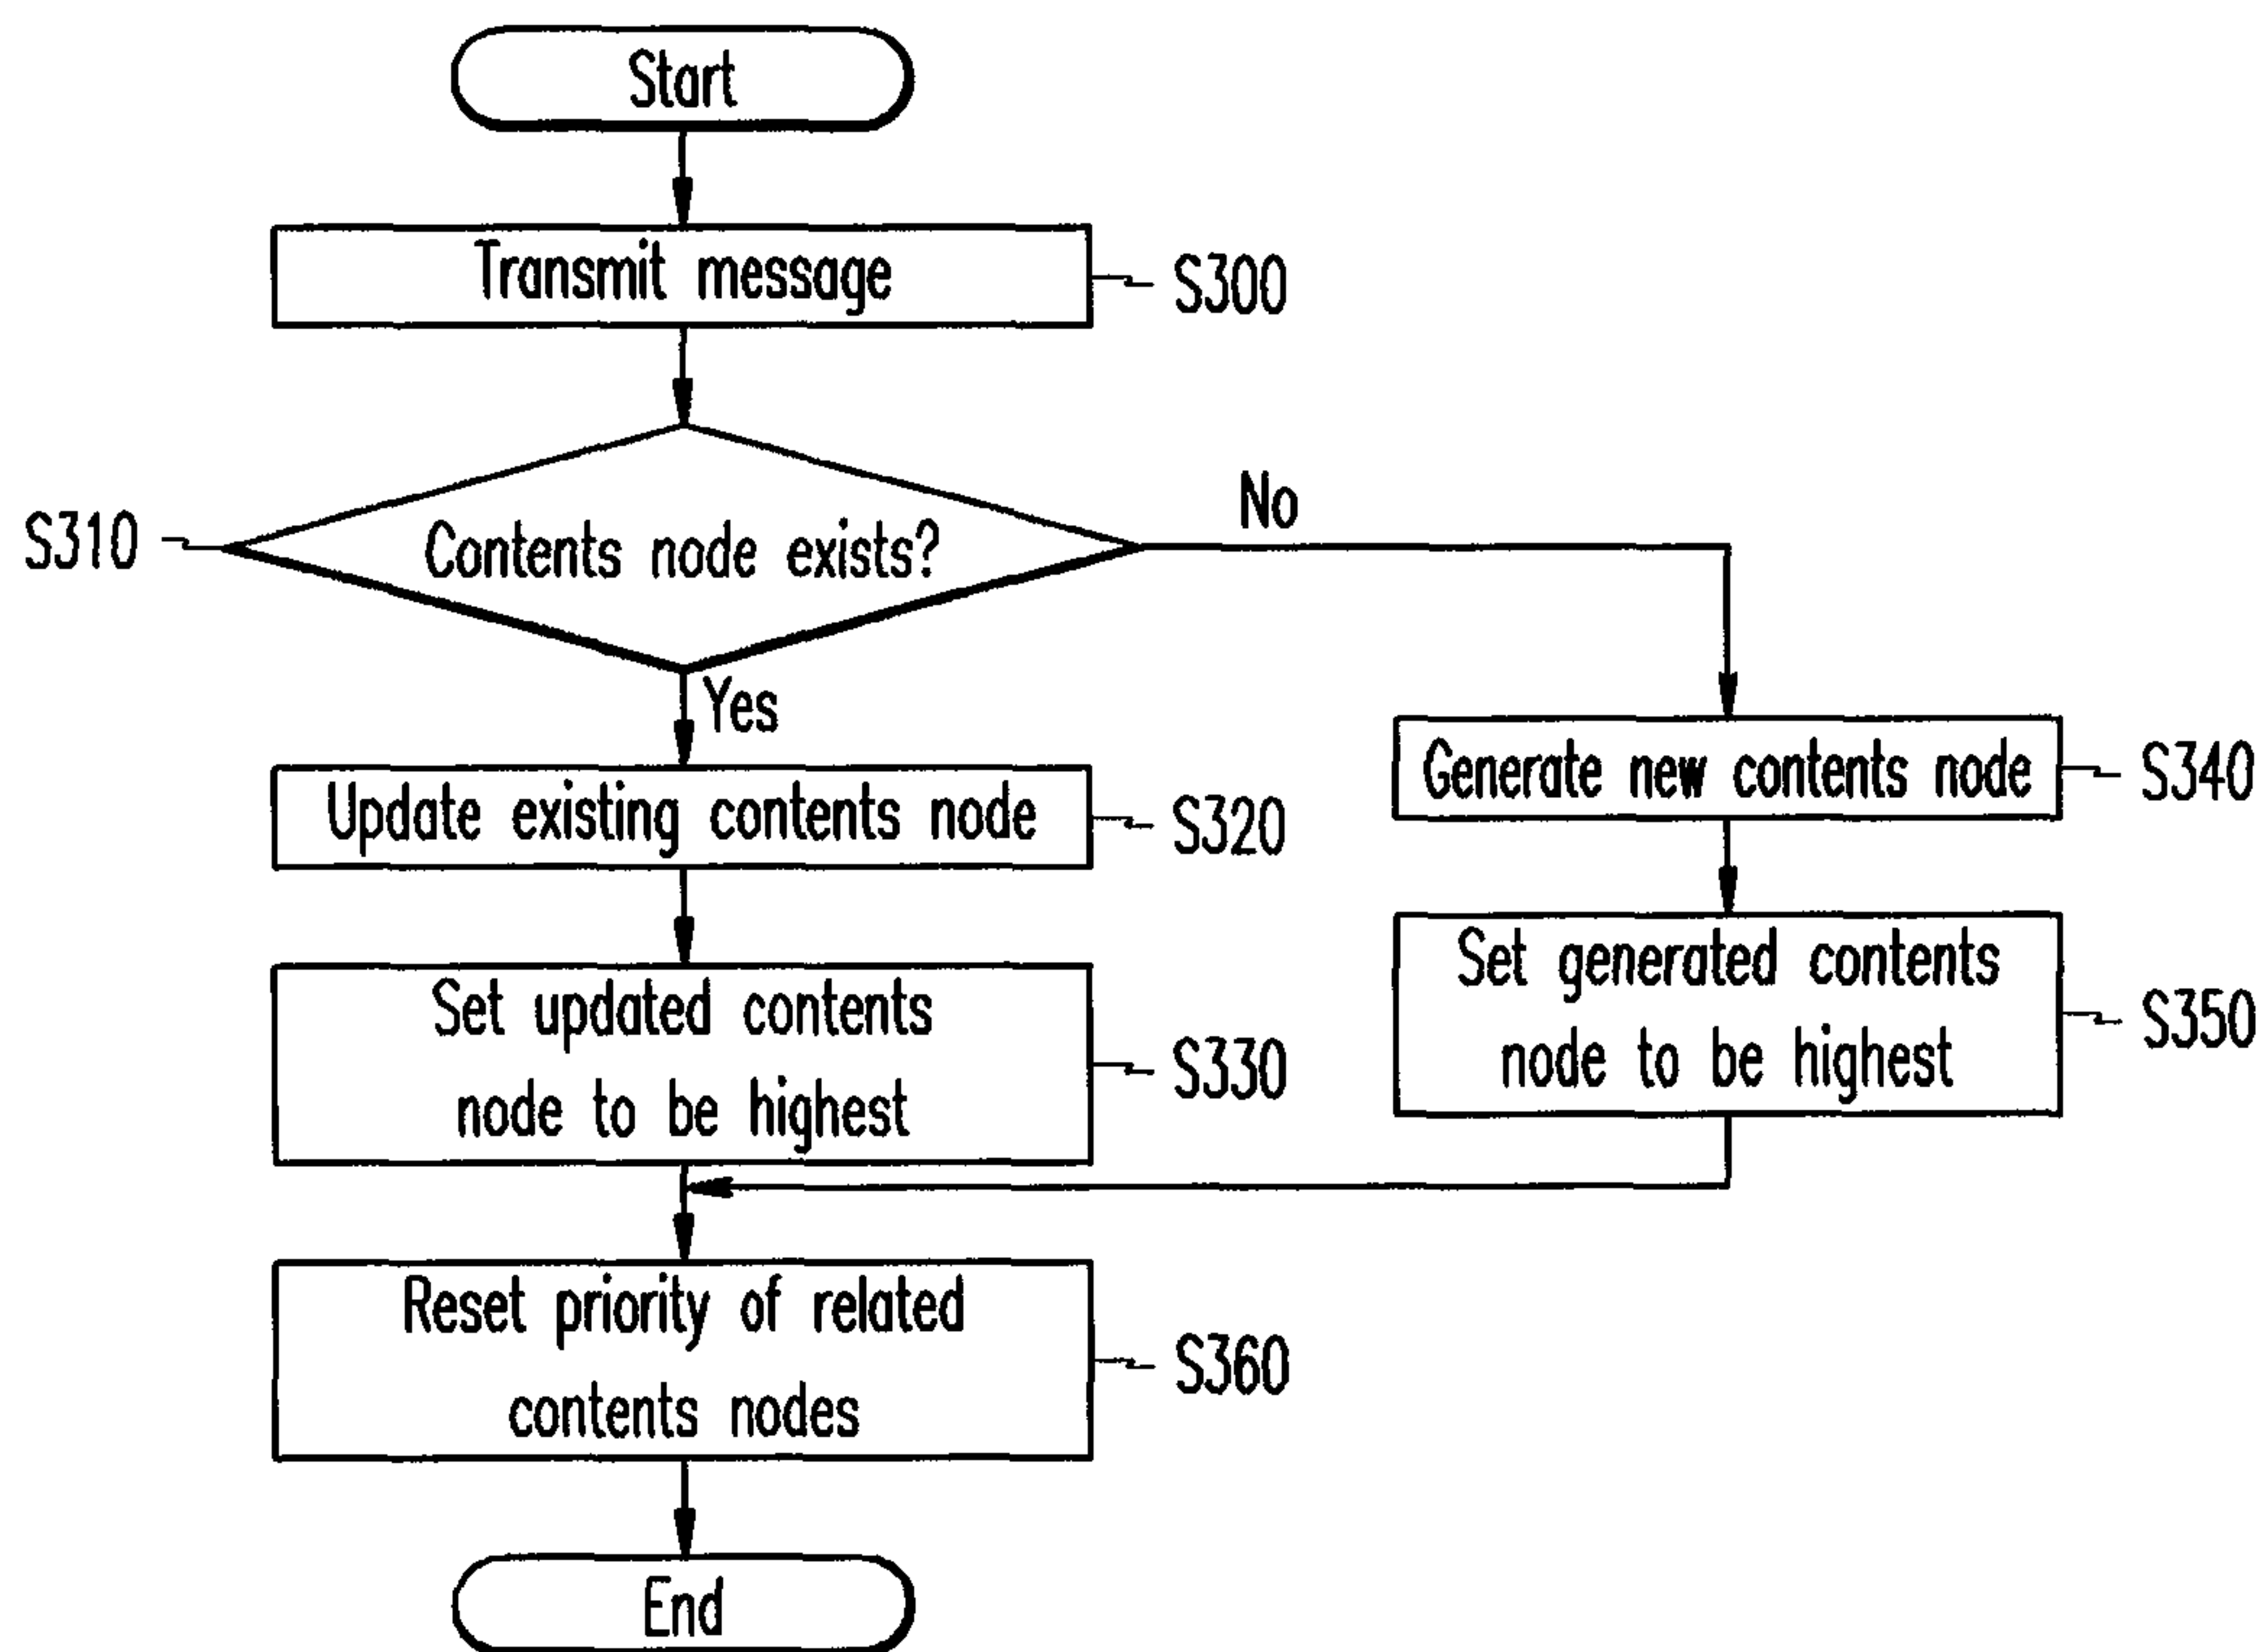 Start
Transmit message
S300
S310
Contents node exists?
No
Yes
Update existing contents node
S320
Generate new contents node
S340
Set updated contents
node to be highest
S330
Set generated contents
node to be highest
S350
Reset priority of related
contents nodes
S360
End